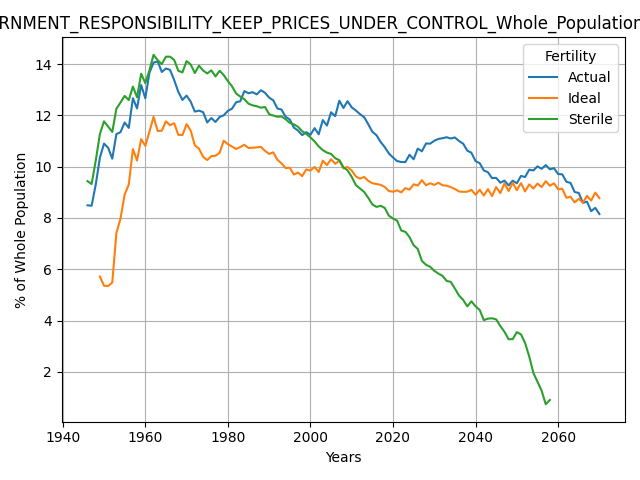 RNMENT_RESPONSIBILITY_KEEP_PRICES_UNDER_CONTROL_Whole_Population
Fertility
Actual
Ideal
Sterile
% of Whole Population
14
12
10
8
6
4
2
1940 1960 1980 2000 2020 2040 2060
Years